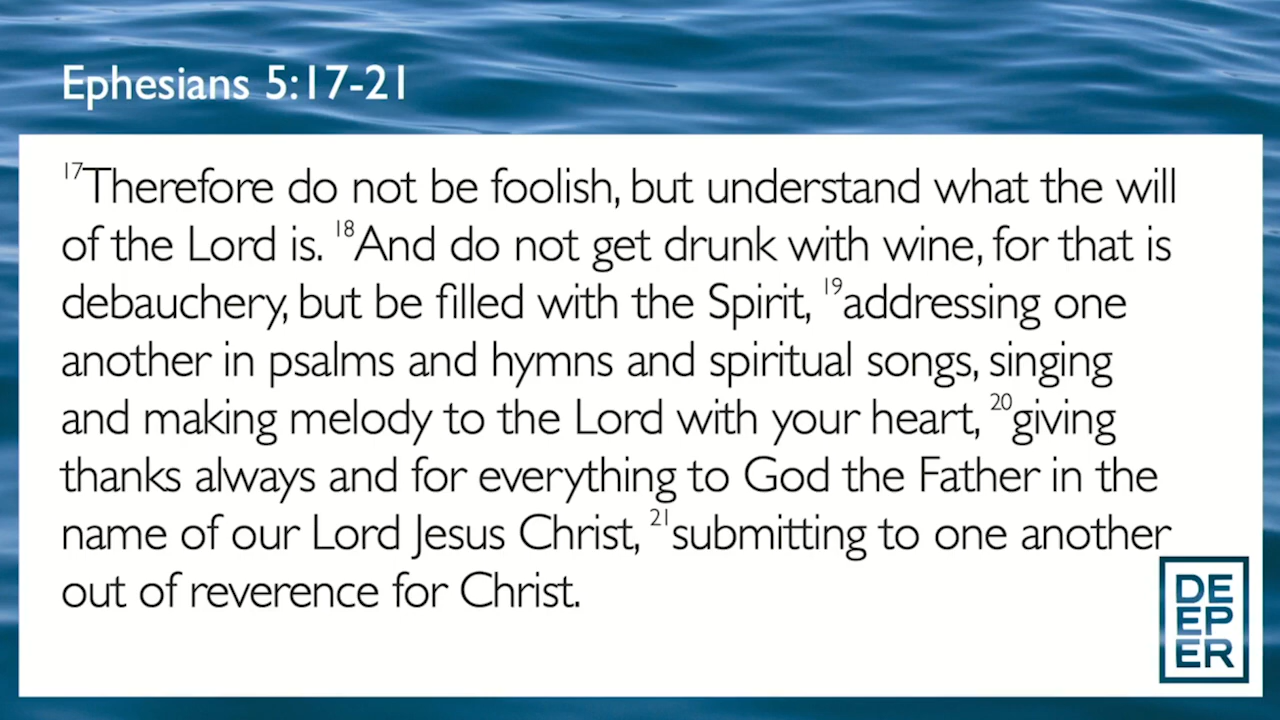 Ephesians 5:17-21
17Therefore do not be foolish, but understand what the will
of the Lord is. 18And do not get drunk with wine, for that is
debauchery, but be filled with the Spirit, 19addressing one
another in psalms and hymns and spiritual songs, singing
and making melody to the Lord with your heart, 20giving
thanks always and for everything to God the Father in the
name of our Lord Jesus Christ, 21submitting to one another
out of reverence for Christ.
DE
EP
ER